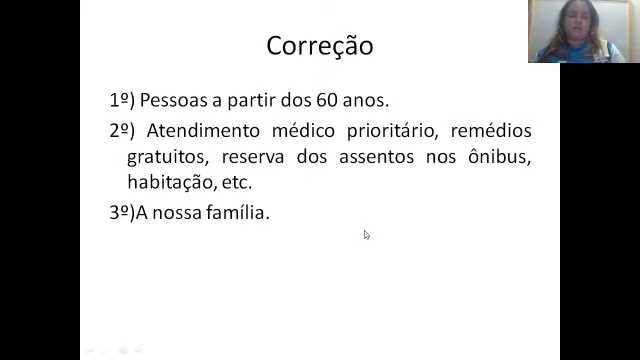 Correção
1º) Pessoas a partir dos 60 anos.
2º) Atendimento médico prioritário, remédios
gratuitos, reserva dos assentos nos ônibus,
habitação, etc.
3º)A nossa família.